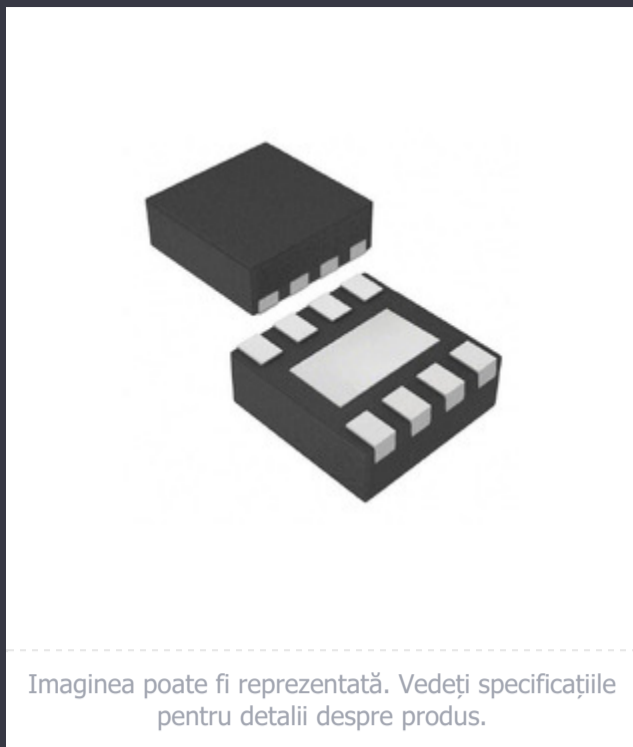 Imaginea poate fi reprezentată. Vedeți specificațiile
pentru detalii despre produs.